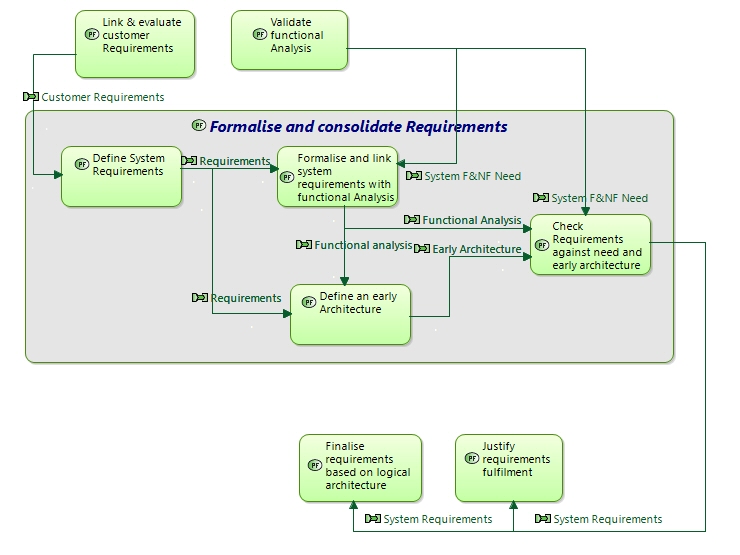 Link & evaluate
customer
Requirements
PF
Validate
functional
Analysis
PF
Customer Requirements
PF
Formalise and consolidate Requirements
Define System
Requirements
PF
Requirements
Formalise and link
system
requirements with
functional Analysis
PF
System F&NF Need
System F&NF Need
Functional Analysis
Functional analysis
Early Architecture
Check
Requirements
against need and
early architecture
PF
Requirements
Define an early
Architecture
PF
Finalise
requirements
based on logical
architecture
PF
Justify
requirements
fulfilment
PF
System Requirements
System Requirements